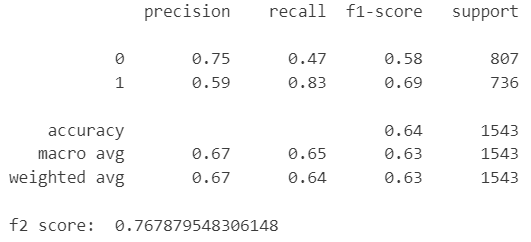 precision recall f1-score support
0 0.75 0.47 0.58 807
1 0.59 0.83 0.69 736
accuracy 0.64 1543
macro avg 0.67 0.65 0.63 1543
weighted avg 0.67 0.64 0.63 1543
f2 score: 0.767879548306148